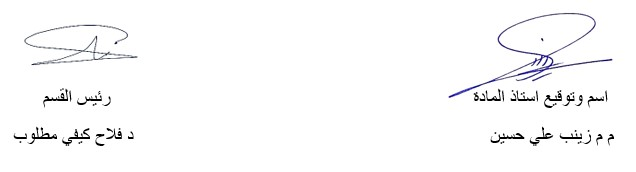 اسم وتوقيع استاذ المادة
م م زينب علي حسين
رئيس القسم
د فلاح كيفي مطلوب